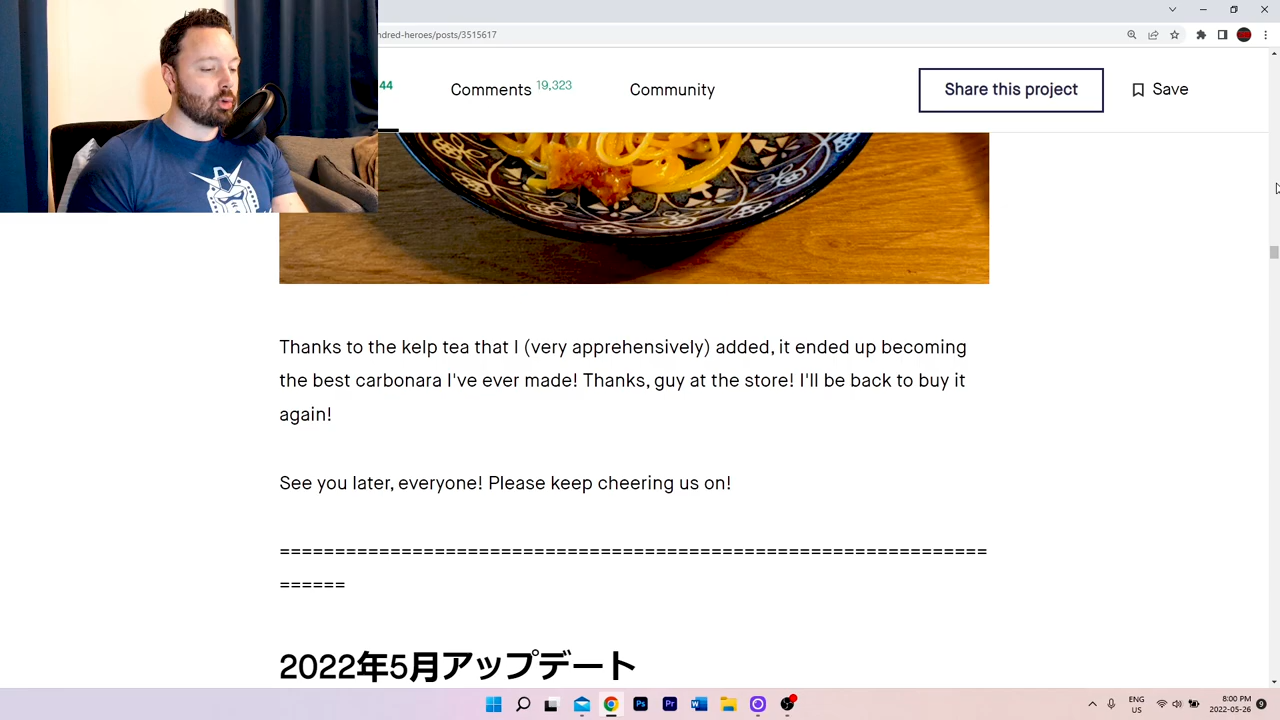 ndred-heroes/posts/3515617
44
Comments 19,323
Community
Share this project
Save
Thanks to the kelp tea that I (very apprehensively) added, it ended up becoming
the best carbonara I've ever made! Thanks, guy at the store! I'll be back to buy it
again!
See you later, everyone! Please keep cheering us on!
================================================================
======
2022年5月アップデート
Ps
Pr
W
ENG
US
8:00 PM
2022-05-26
9